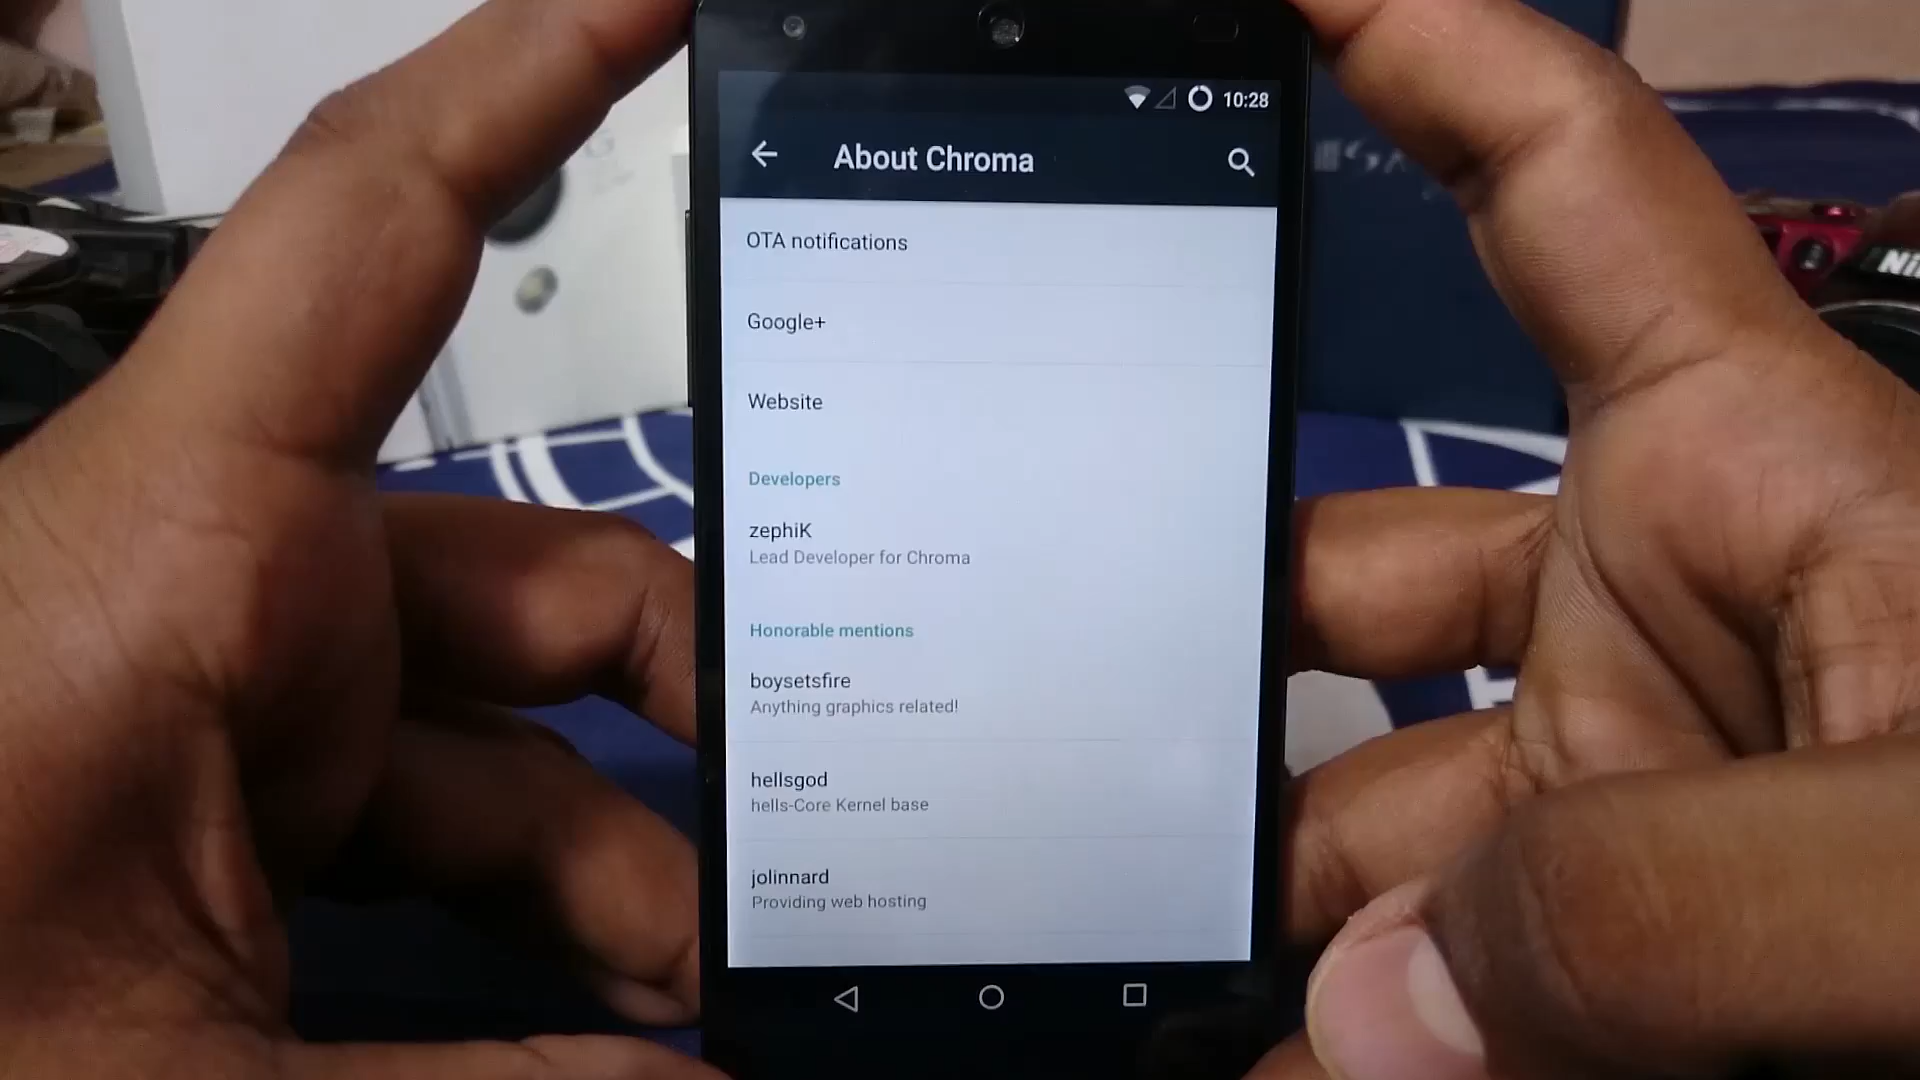 10:28
About Chroma
OTA notifications
Google+
Website
Developers
zephiK
Lead Developer for Chroma
Honorable mentions
boysetsfire
Anything graphics related!
hellsgod
hells-Core Kernel base
jolinnard
Providing web hosting